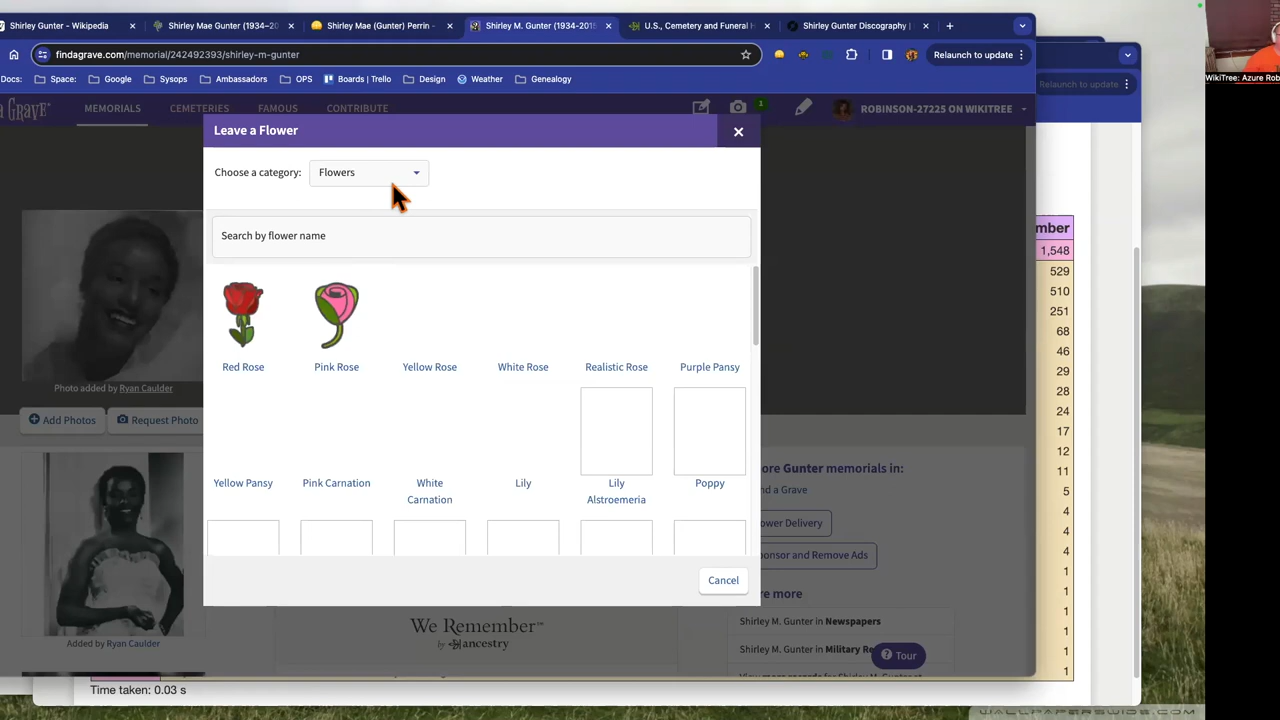 Shirley Gunter - Wikipedia
Shirley Mae Gunter (1934–20
Shirley Mae (Gunter) Perrin -
Shirley M. Gunter (1934-201
U.S., Cemetery and Funeral H
Shirley Gunter Discography |
findagrave.com/memorial/242492393/shirley-m-gunter
Relaunch to update
Relaunch to update
Docs:
Space:
Google
Sysops
Ambassadors
OPS
Boards | Trello
Design
Weather
Genealogy
WikiTree: Azure Rob
GRAVE
MEMORIALS
CEMETERIES
FAMOUS
CONTRIBUTE
1
ROBINSON-27225 ON WIKITREE
Leave a Flower
Choose a category:
Flowers
Search by flower name
Red Rose
Pink Rose
Yellow Rose
White Rose
Realistic Rose
Purple Pansy
Yellow Pansy
Pink Carnation
White
Carnation
Lily
Lily
Alstroemeria
Poppy
Cancel
Photo added by Ryan Caulder
Add Photos
Request Photo
Added by Ryan Caulder
We Remember™
by ancestry
ore Gunter memorials in:
nd a Grave
ower Delivery
onsor and Remove Ads
re more
Shirley M. Gunter in Newspapers
Shirley M. Gunter in Military Re
Tour
mber
1,548
529
510
251
68
46
29
28
24
17
12
11
5
4
4
4
1
1
1
1
1
1
Time taken: 0.03 s
WALLPAPERSWIDE.COM